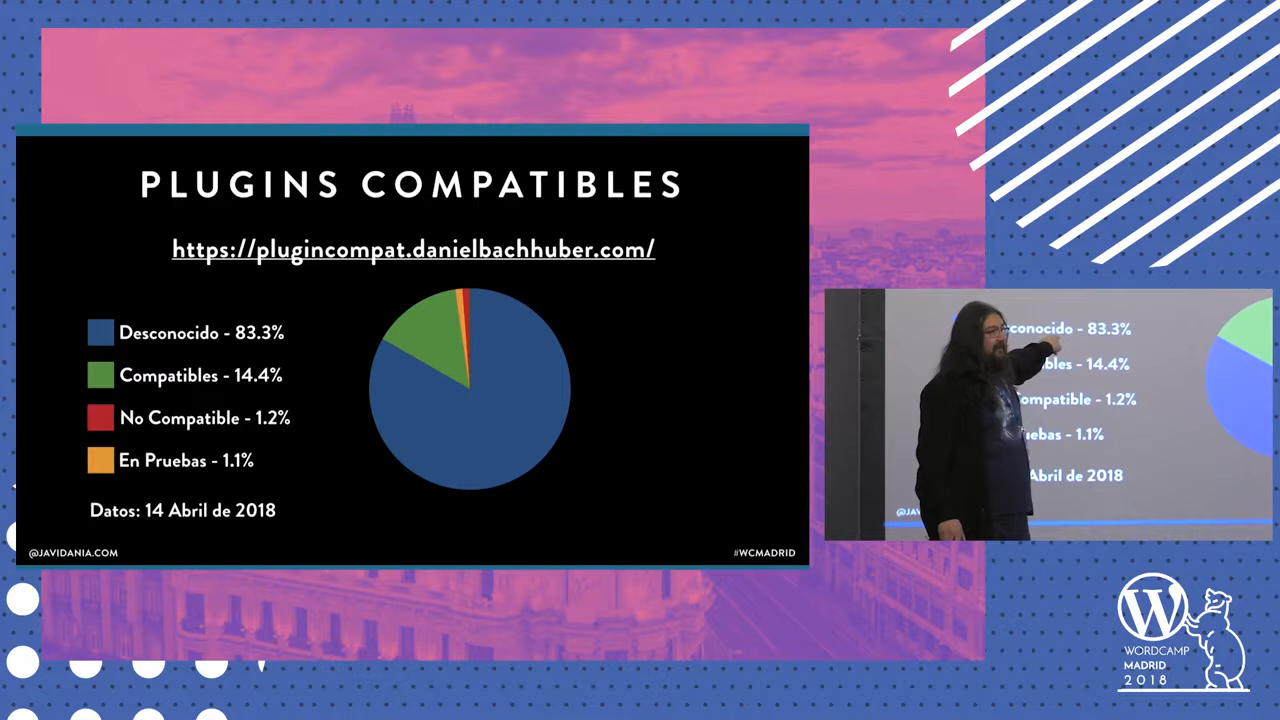 PLUGINS COMPATIBLES
https://plugincompat.danielbachhuber.com/
Desconocido - 83.3%
Compatibles - 14.4%
No Compatible - 1.2%
En Pruebas - 1.1%
Datos: 14 Abril de 2018
@JAVIDANIA.COM
#WCMADRID
conocido - 83.3%
bles - 14.4%
ompatible - 1.2%
uebas - 1.1%
Abril de 2018
@JAV
W
WORDCAMP
MADRID
2018